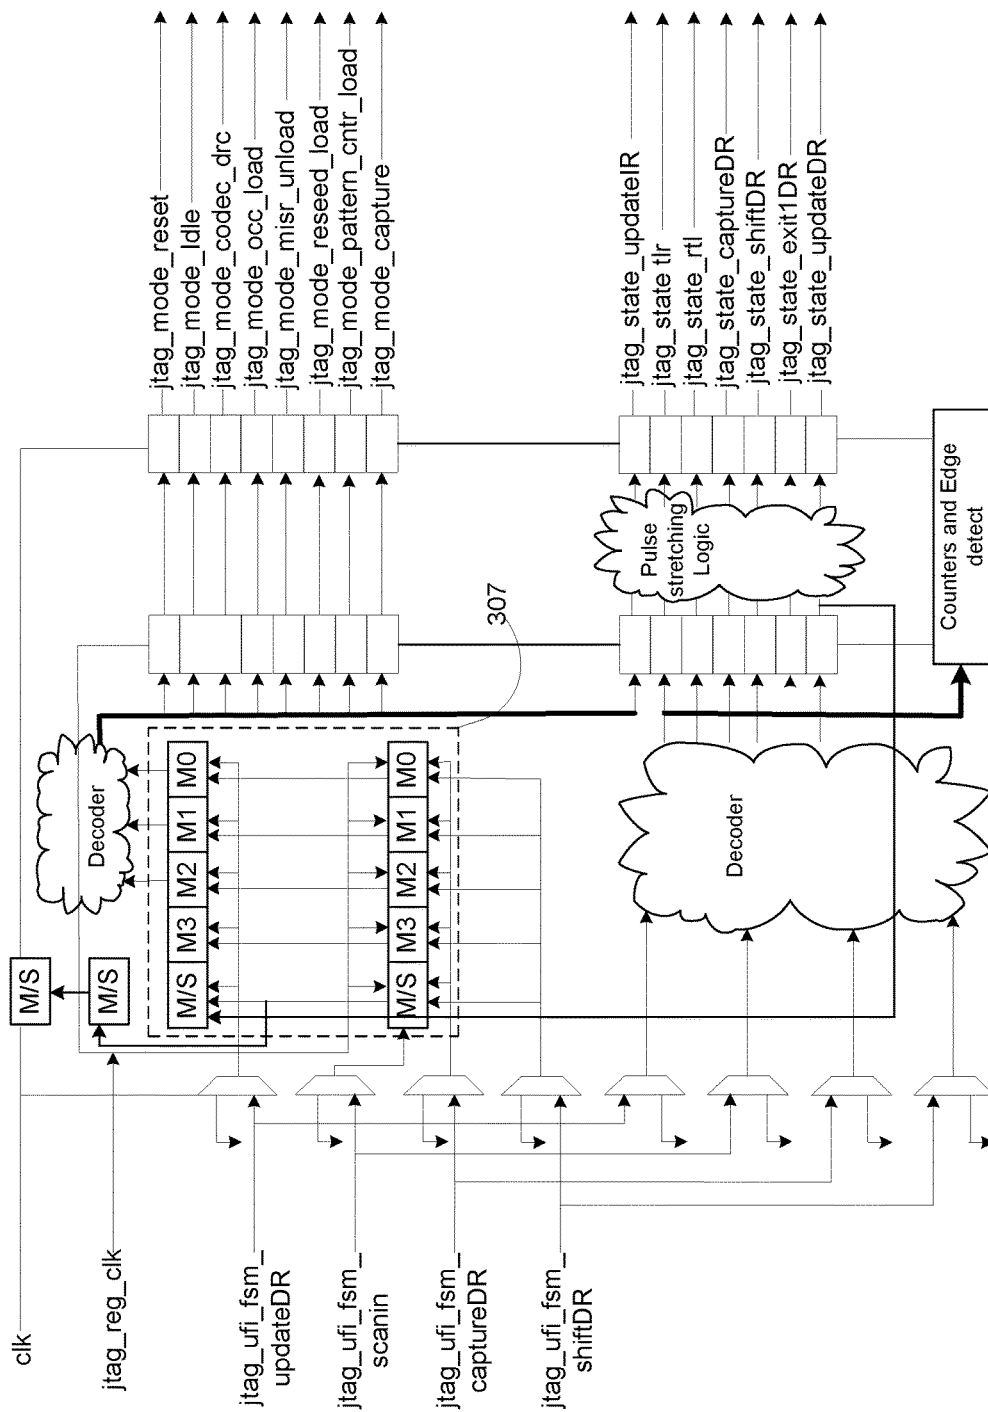 clk
jtag_reg_clk
jtag_ufi_fsm_
updateDR
jtag_ufi_fsm_
scanin
jtag_ufi_fsm_
captureDR
jtag_ufi_fsm_
shiftDR
M/S
M/S
M/S
M3
M2
M1
M0
M/S
M3
M2
M1
M0
Decoder
Decoder
307
Pulse
stretching
Logic
Counters and Edge
detect
jtag_mode_reset
jtag_mode_Idle
jtag_mode_codec_drc
jtag_mode_occ_load
jtag_mode_misr_unload
jtag_mode_reseed_load
jtag_mode_pattern_cntr_load
jtag_mode_capture
jtag_state_updateIR
jtag_state tlr
jtag_state_rtl
jtag_state_captureDR
jtag_state_shiftDR
jtag_state_exit1DR
jtag_state_updateDR